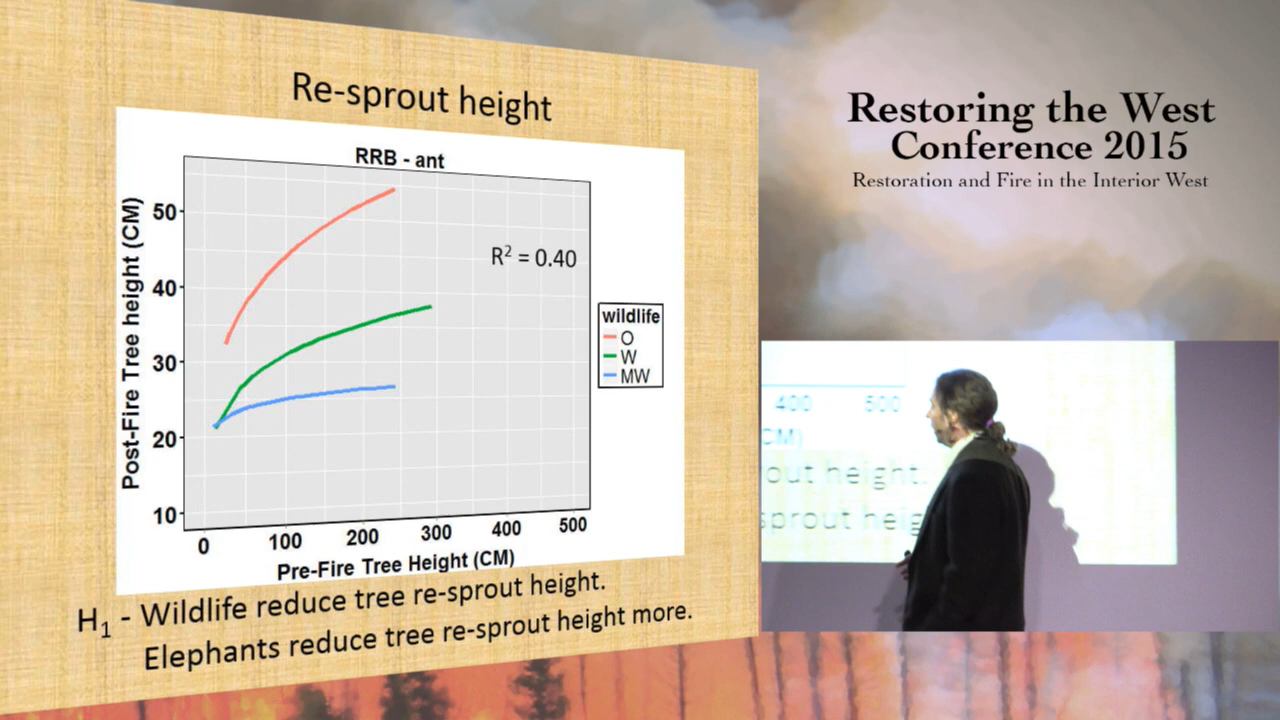 Re-sprout height
RRB - ant
Post-Fire Tree height (CM)
50
40
30
20
10
R² = 0.40
wildlife
O
W
MW
0 100 200 300 400 500
Pre-Fire Tree Height (CM)
H₁ - Wildlife reduce tree re-sprout height.
Elephants reduce tree re-sprout height more.
Restoring the West
Conference 2015
Restoration and Fire in the Interior West
400 500
CM)
out height.
sprout heig